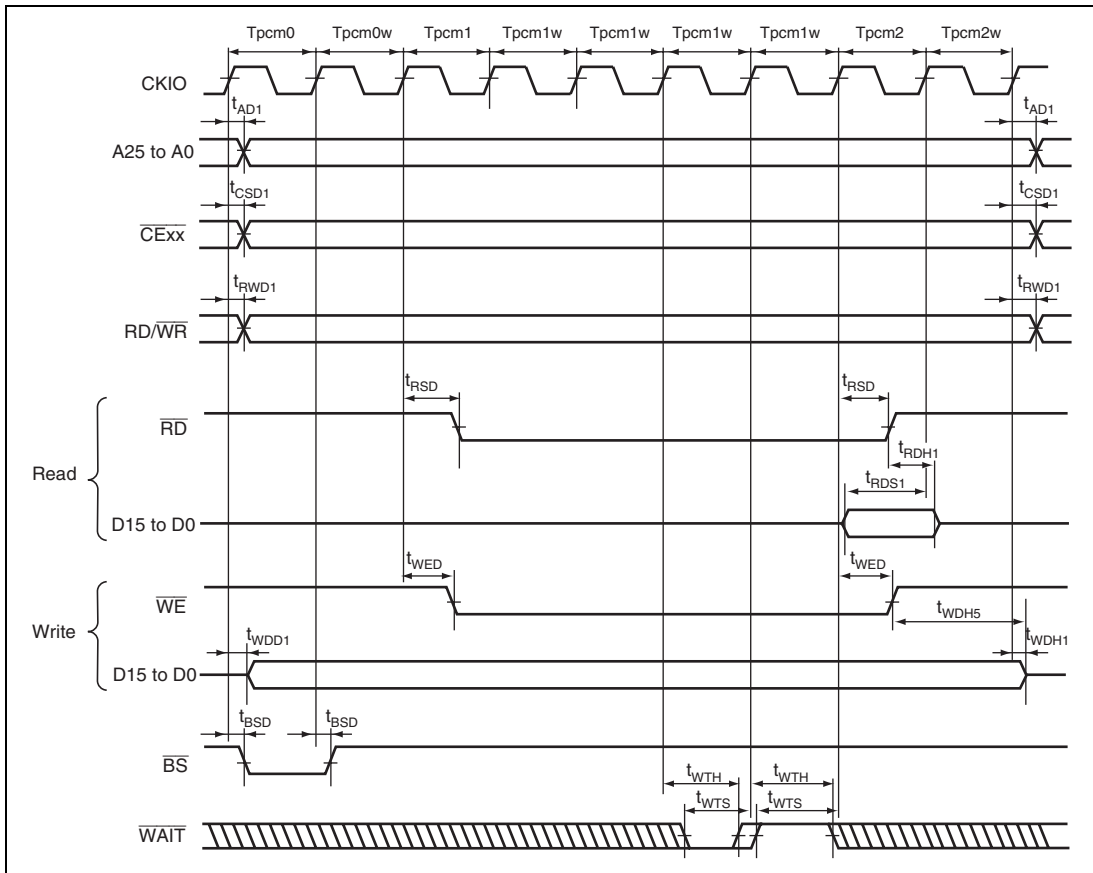 Tpcm0 Tpcm0w Tpcm1 Tpcm1w Tpcm1w Tpcm1w Tpcm1w Tpcm2 Tpcm2w
CKIO
tAD1 tAD1
A25 to A0
tCSD1 tCSD1
CExx
tRWD1 tRWD1
RD/WR
tRSD tRSD
RD
tRDH1
Read
tRDS1
D15 to D0
tWED tWED
WE
tWDH5
Write
tWDD1 tWDH1
D15 to D0
tBSD tBSD
BS
tWTH tWTH
tWTS tWTS
WAIT